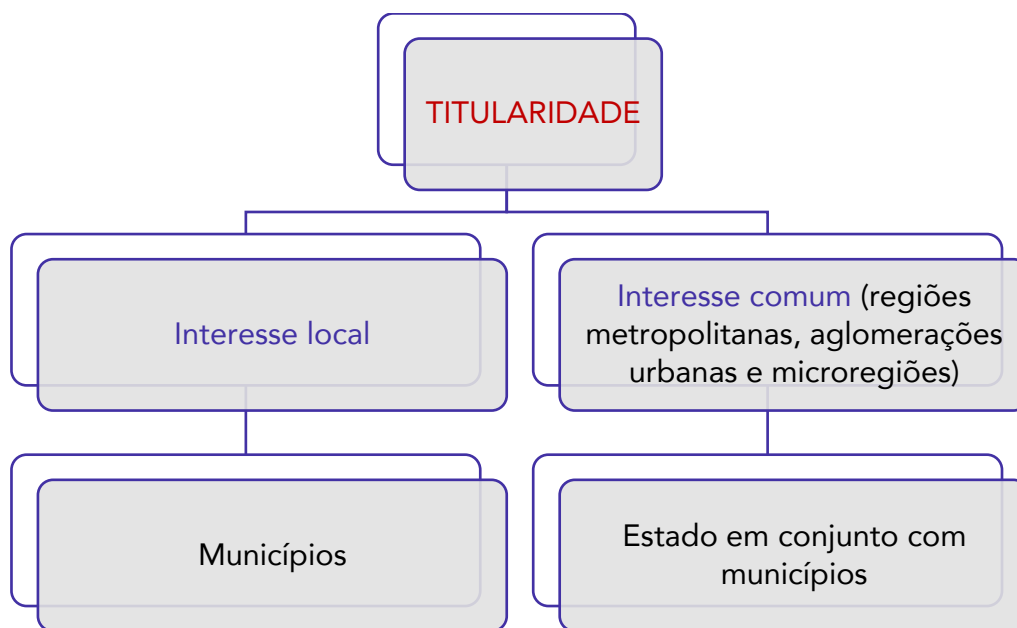 TITULARIDADE
Interesse local
Interesse comum (regiões
metropolitanas, aglomerações
urbanas e microregiões)
Municípios
Estado em conjunto com
municípios